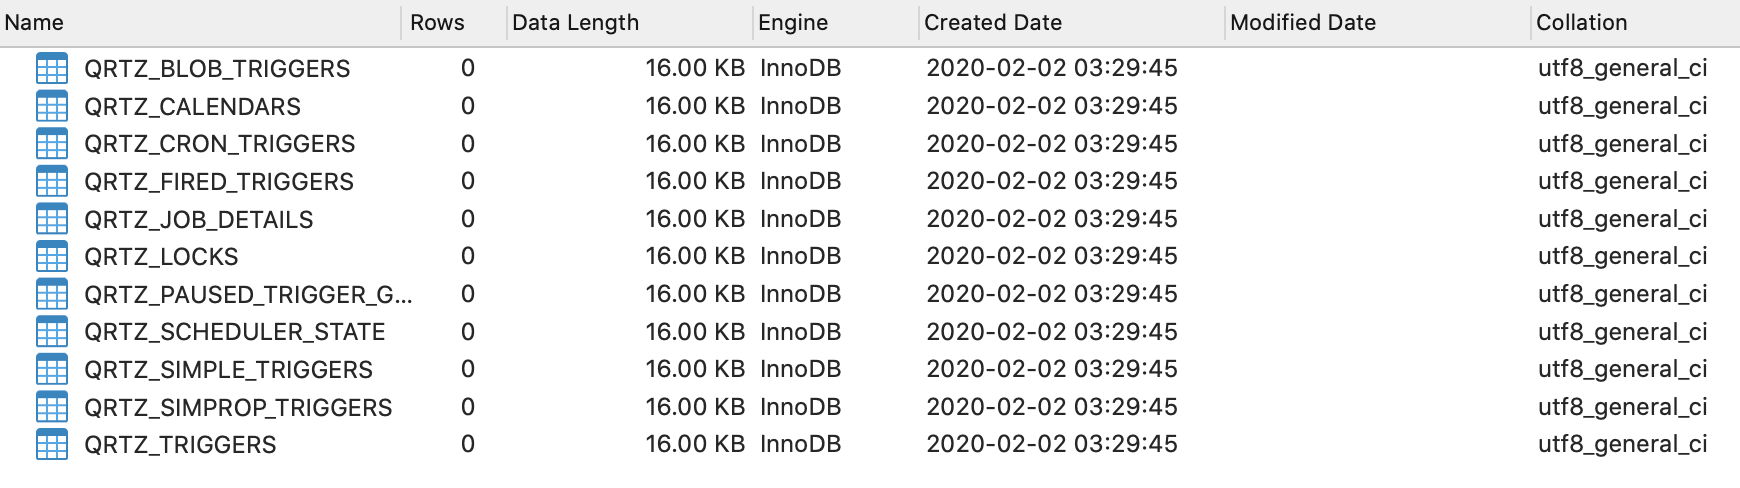 Name Rows Data Length Engine Created Date Modified Date Collation
QRTZ_BLOB_TRIGGERS 0 16.00 KB InnoDB 2020-02-02 03:29:45 utf8_general_ci
QRTZ_CALENDARS 0 16.00 KB InnoDB 2020-02-02 03:29:45 utf8_general_ci
QRTZ_CRON_TRIGGERS 0 16.00 KB InnoDB 2020-02-02 03:29:45 utf8_general_ci
QRTZ_FIRED_TRIGGERS 0 16.00 KB InnoDB 2020-02-02 03:29:45 utf8_general_ci
QRTZ_JOB_DETAILS 0 16.00 KB InnoDB 2020-02-02 03:29:45 utf8_general_ci
QRTZ_LOCKS 0 16.00 KB InnoDB 2020-02-02 03:29:45 utf8_general_ci
QRTZ_PAUSED_TRIGGER_G... 0 16.00 KB InnoDB 2020-02-02 03:29:45 utf8_general_ci
QRTZ_SCHEDULER_STATE 0 16.00 KB InnoDB 2020-02-02 03:29:45 utf8_general_ci
QRTZ_SIMPLE_TRIGGERS 0 16.00 KB InnoDB 2020-02-02 03:29:45 utf8_general_ci
QRTZ_SIMPROP_TRIGGERS 0 16.00 KB InnoDB 2020-02-02 03:29:45 utf8_general_ci
QRTZ_TRIGGERS 0 16.00 KB InnoDB 2020-02-02 03:29:45 utf8_general_ci